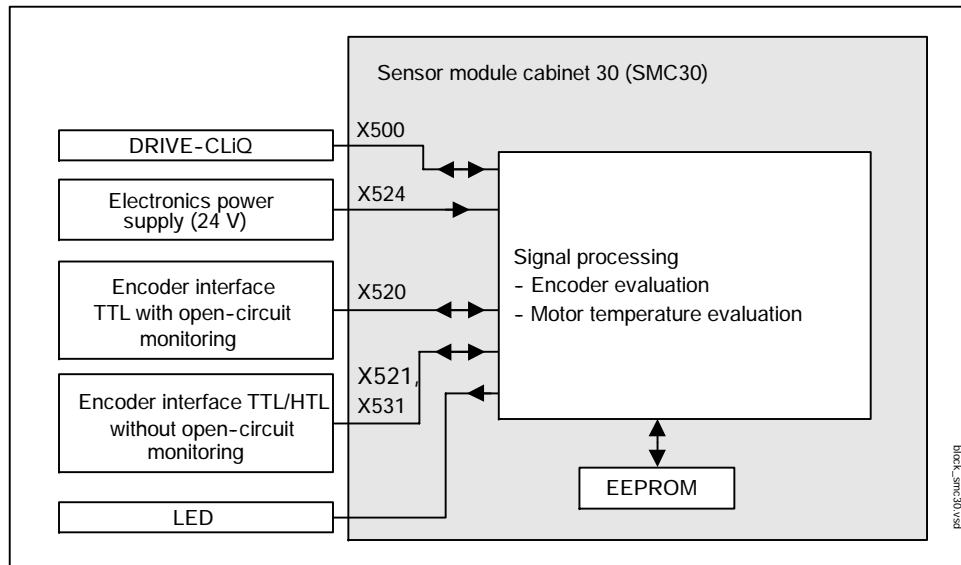 Sensor module cabinet 30 (SMC30)
X500
DRIVE-CLiQ
Electronics power
supply (24 V)
X524
Signal processing
- Encoder evaluation
- Motor temperature evaluation
Encoder interface
TTL with open-circuit
monitoring
X520
X521,
X531
Encoder interface TTL/HTL
without open-circuit
monitoring
EEPROM
LED
block_smc30.vsd